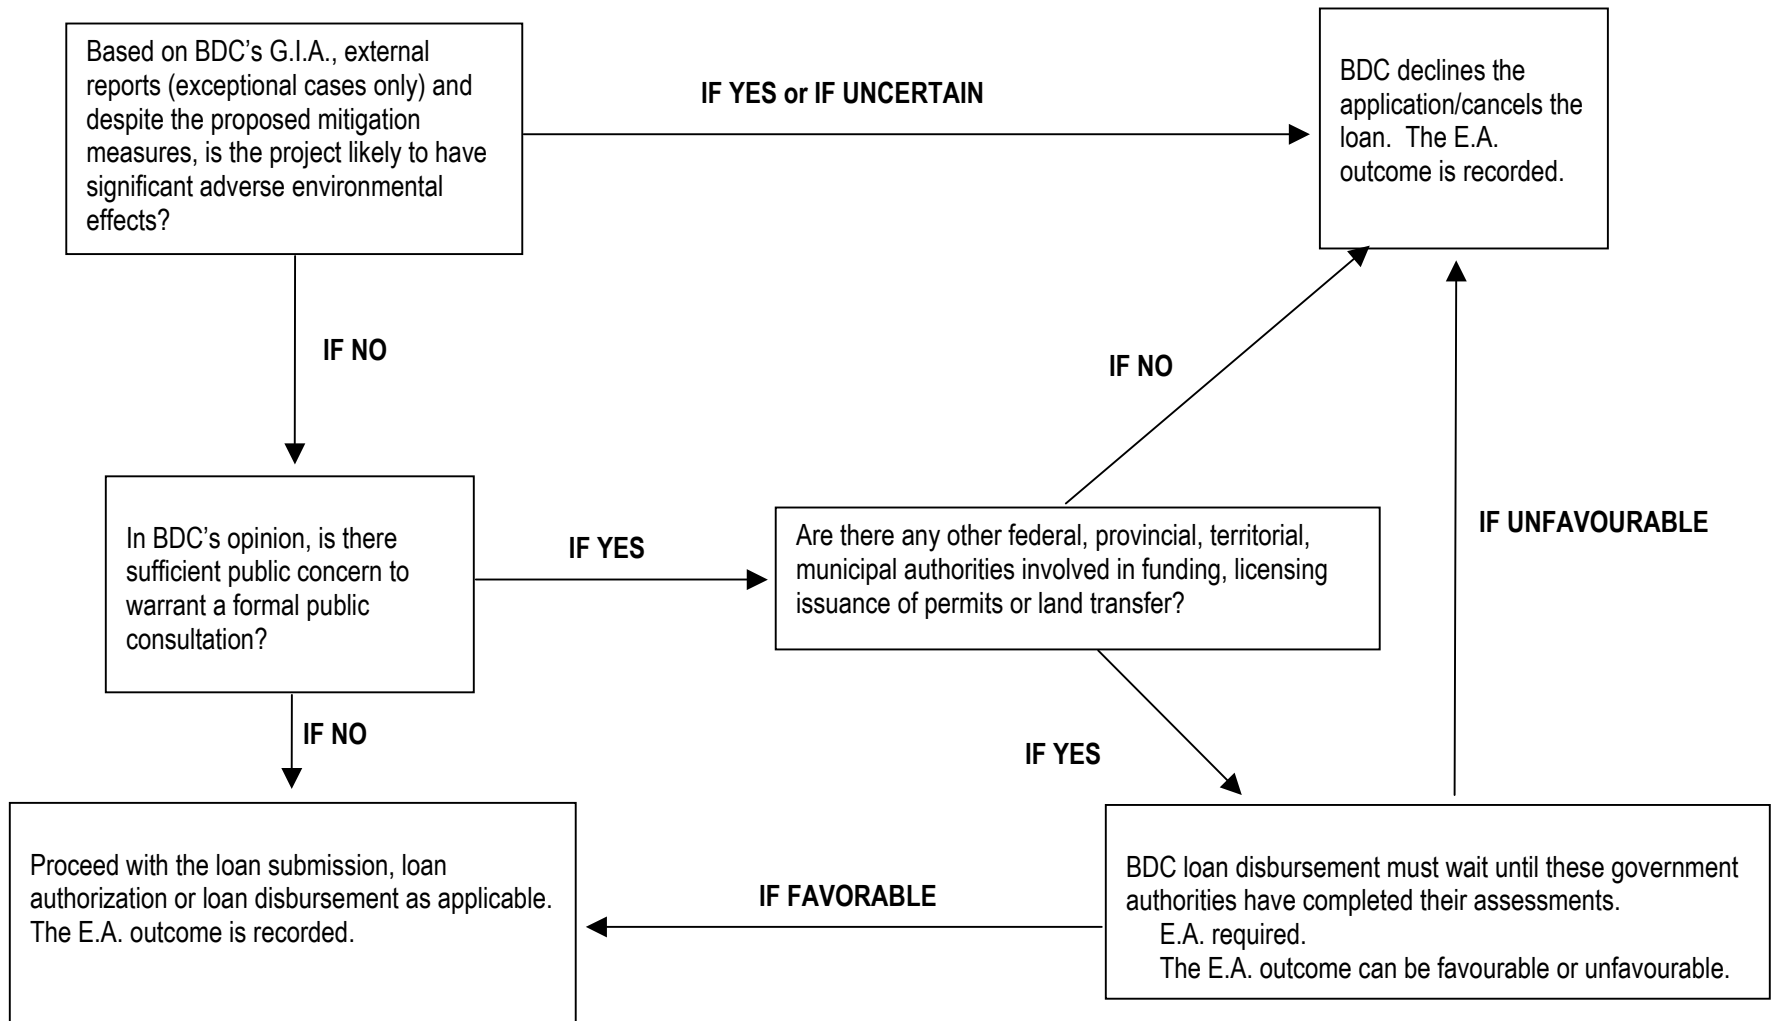 Based on BDC’s G.I.A., external
reports (exceptional cases only) and
despite the proposed mitigation
measures, is the project likely to have
significant adverse environmental
effects?
IF YES or IF UNCERTAIN
BDC declines the
application/cancels the
loan.  The E.A.
outcome is recorded.
IF NO
IF NO
In BDC’s opinion, is there
sufficient public concern to
warrant a formal public
consultation?
IF YES
Are there any other federal, provincial, territorial,
municipal authorities involved in funding, licensing
issuance of permits or land transfer?
IF UNFAVOURABLE
IF NO
IF YES
Proceed with the loan submission, loan
authorization or loan disbursement as applicable.
The E.A. outcome is recorded.
IF FAVORABLE
BDC loan disbursement must wait until these government
authorities have completed their assessments.
E.A. required.
The E.A. outcome can be favourable or unfavourable.